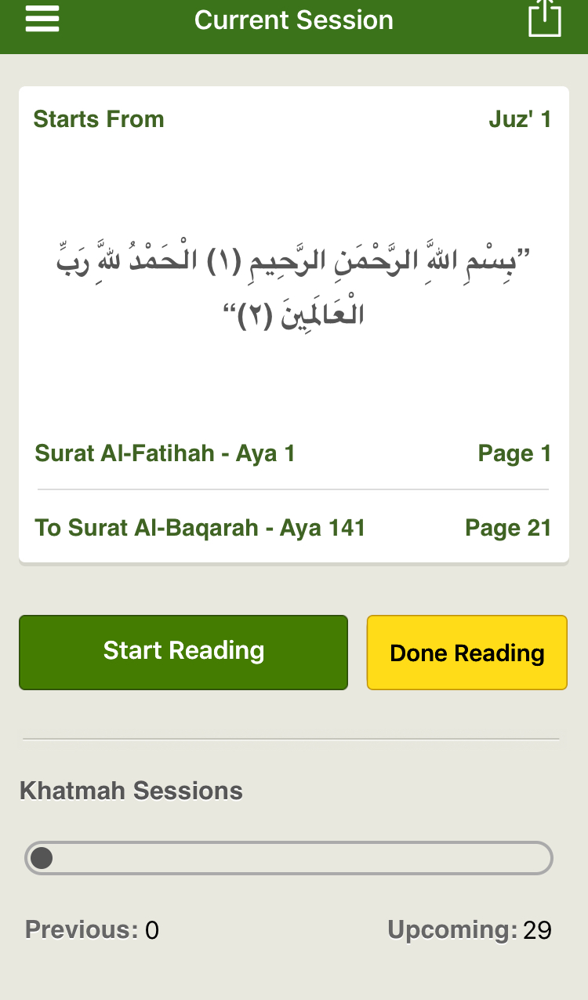 Current Session
Starts From Juz' 1
”بِسْمِ اللَّهِ الرَّحْمَنِ الرَّحِيمِ (١) الْحَمْدُ لِلَّهِ رَبِّ
الْعَالَمِينَ (٢)“
Surat Al-Fatihah - Aya 1 Page 1
To Surat Al-Baqarah - Aya 141 Page 21
Start Reading Done Reading
Khatmah Sessions
Previous: 0 Upcoming: 29